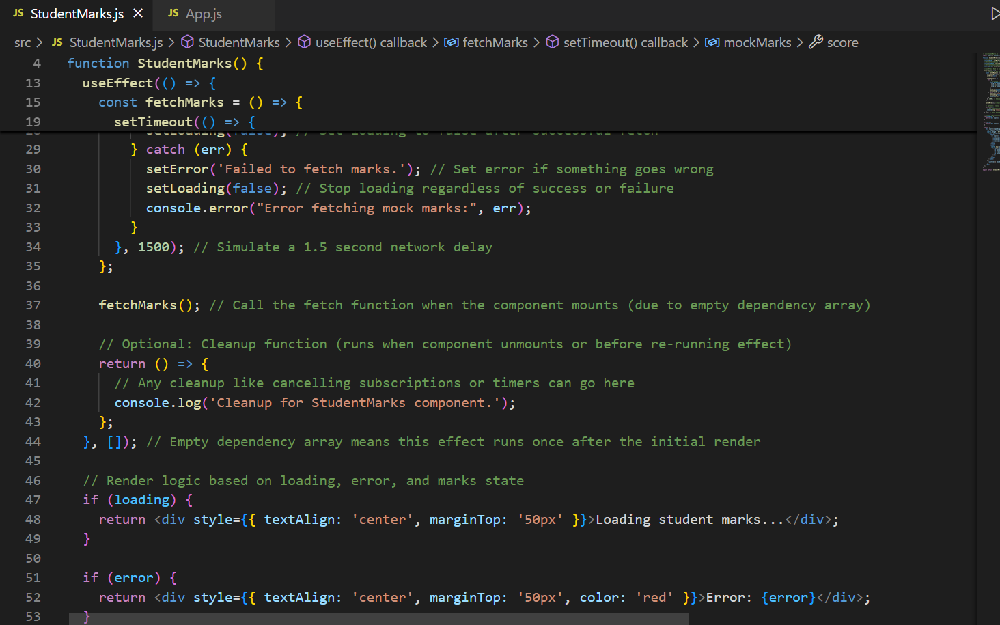 JS StudentMarks.js
JS App.js
src > JS StudentMarks.js > StudentMarks > useEffect() callback > fetchMarks > setTimeout() callback > mockMarks > score
4 function StudentMarks() {
13 useEffect(() => {
15 const fetchMarks = () => {
19 setTimeout(() => {
setLoading(false); // Set loading to false after successful fetch
29 } catch (err) {
30 setError('Failed to fetch marks.'); // Set error if something goes wrong
31 setLoading(false); // Stop loading regardless of success or failure
32 console.error("Error fetching mock marks:", err);
33 }
34 }, 1500); // Simulate a 1.5 second network delay
35 };
36
37 fetchMarks(); // Call the fetch function when the component mounts (due to empty dependency array)
38
39 // Optional: Cleanup function (runs when component unmounts or before re-running effect)
40 return () => {
41 // Any cleanup like cancelling subscriptions or timers can go here
42 console.log('Cleanup for StudentMarks component.');
43 };
44 }, []); // Empty dependency array means this effect runs once after the initial render
45
46 // Render logic based on loading, error, and marks state
47 if (loading) {
48 return <div style={{ textAlign: 'center', marginTop: '50px' }}>Loading student marks...</div>;
49 }
50
51 if (error) {
52 return <div style={{ textAlign: 'center', marginTop: '50px', color: 'red' }}>Error: {error}</div>;
53 }